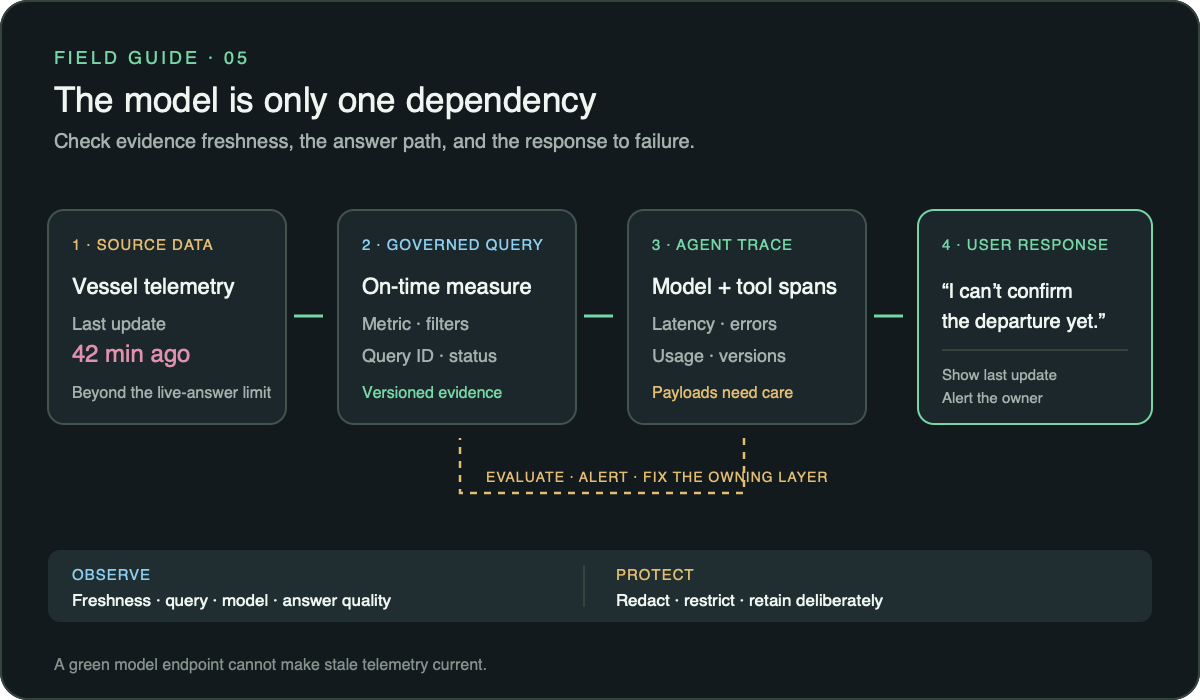 FIELD GUIDE · 05
The model is only one dependency
Check evidence freshness, the answer path, and the response to failure.
1 · SOURCE DATA
Vessel telemetry
Last update
42 min ago
Beyond the live-answer limit
2 · GOVERNED QUERY
On-time measure
Metric · filters
Query ID · status
Versioned evidence
3 · AGENT TRACE
Model + tool spans
Latency · errors
Usage · versions
Payloads need care
4 · USER RESPONSE
“I can’t confirm
the departure yet.”
Show last update
Alert the owner
EVALUATE · ALERT · FIX THE OWNING LAYER
OBSERVE
Freshness · query · model · answer quality
PROTECT
Redact · restrict · retain deliberately
A green model endpoint cannot make stale telemetry current.